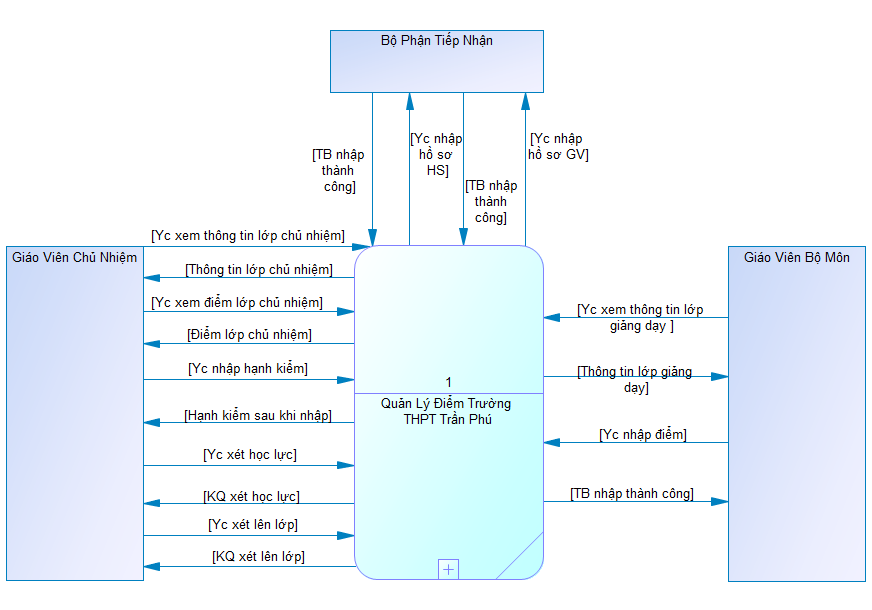 Bộ Phận Tiếp Nhận
[TB nhập
thành
công]
[Yc nhập
hồ sơ
HS]
[TB nhập
thành
công]
[Yc nhập
hồ sơ GV]
Giáo Viên Chủ Nhiệm
[Yc xem thông tin lớp chủ nhiệm]
[Thông tin lớp chủ nhiệm]
[Yc xem điểm lớp chủ nhiệm]
[Điểm lớp chủ nhiệm]
[Yc nhập hạnh kiểm]
[Hạnh kiểm sau khi nhập]
[Yc xét học lực]
[KQ xét học lực]
[Yc xét lên lớp]
[KQ xét lên lớp]
1
Quản Lý Điểm Trường
THPT Trần Phú
Giáo Viên Bộ Môn
[Yc xem thông tin lớp
giảng dạy ]
[Thông tin lớp giảng
dạy]
[Yc nhập điểm]
[TB nhập thành công]